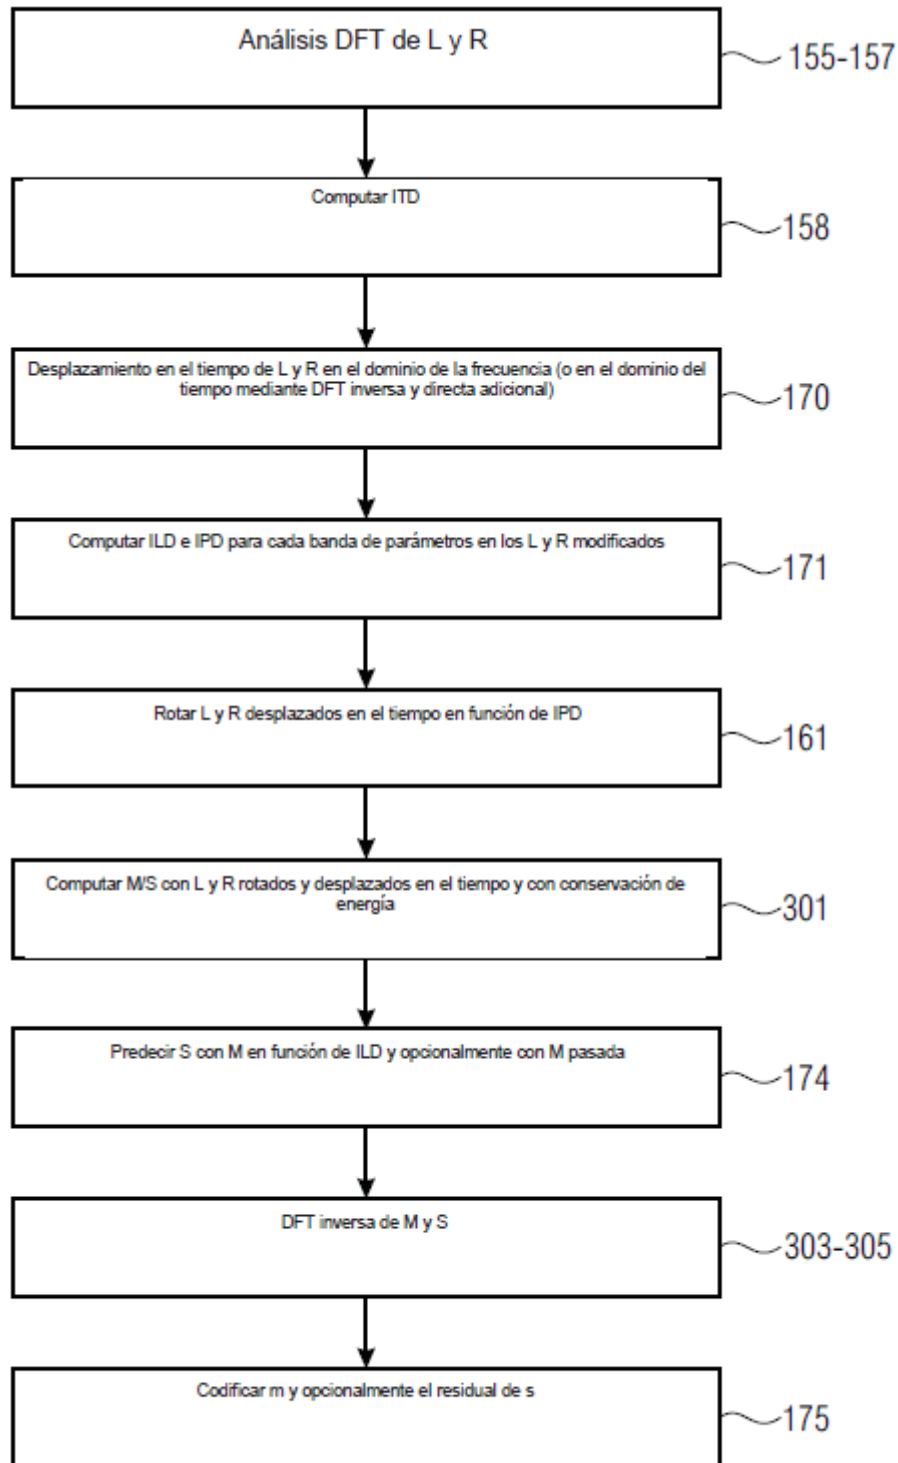 Análisis DFT de L y R
155-157
Computar ITD
158
Desplazamiento en el tiempo de L y R en el dominio de la frecuencia (o en el dominio del
tiempo mediante DFT inversa y directa adicional)
170
Computar ILD e IPD para cada banda de parámetros en los L y R modificados
171
Rotar L y R desplazados en el tiempo en función de IPD
161
Computar M/S con L y R rotados y desplazados en el tiempo y con conservación de
energía
301
Predecir S con M en función de ILD y opcionalmente con M pasada
174
DFT inversa de M y S
303-305
Codificar m y opcionalmente el residual de s
175